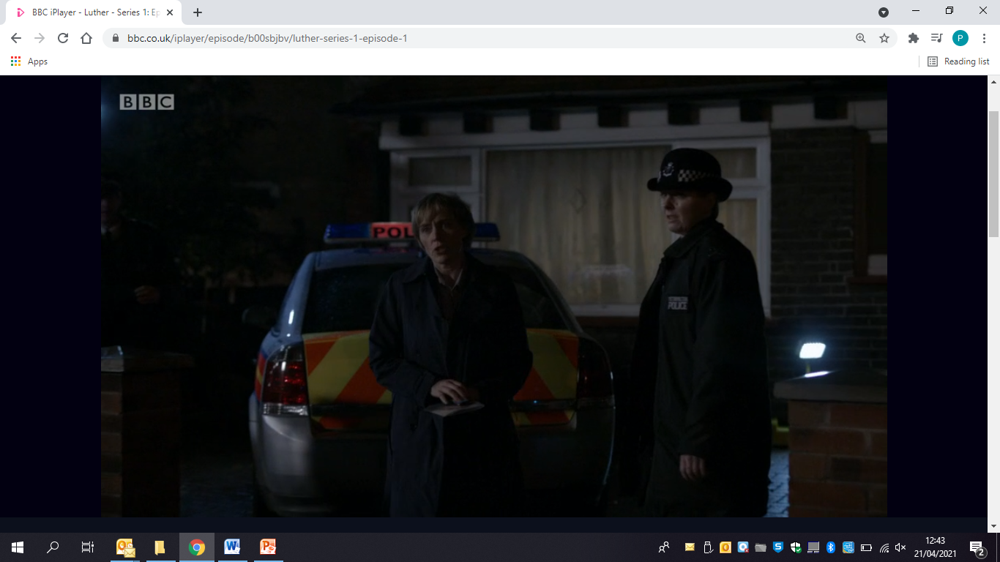 BBC iPlayer - Luther - Series 1: Ep
bbc.co.uk/iplayer/episode/b00sbjbv/luther-series-1-episode-1
P
Apps
Reading list
BBC
POL
POLICE
12:43
21/04/2021
2